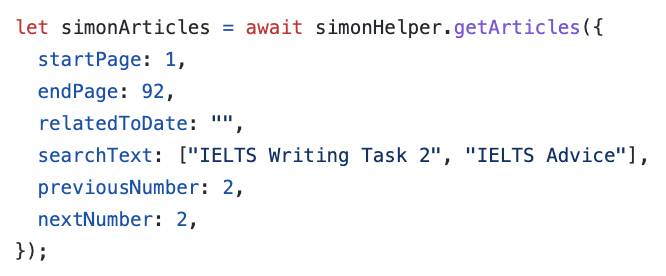 let simonArticles = await simonHelper.getArticles({
  startPage: 1,
  endPage: 92,
  relatedToDate: "",
  searchText: ["IELTS Writing Task 2", "IELTS Advice"],
  previousNumber: 2,
  nextNumber: 2,
});